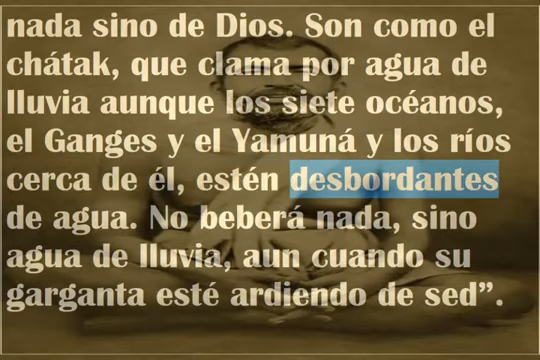 nada sino de Dios. Son como el
chátak, que clama por agua de
lluvia aunque los siete océanos,
el Ganges y el Yamuná y los ríos
cerca de él, estén desbordantes
de agua. No beberá nada, sino
agua de lluvia, aun cuando su
garganta esté ardiendo de sed”.